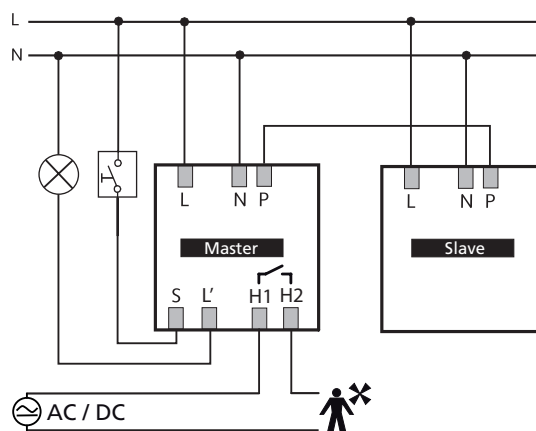 L
N
L N P
L N P
Master
Slave
S L' H1 H2
AC / DC